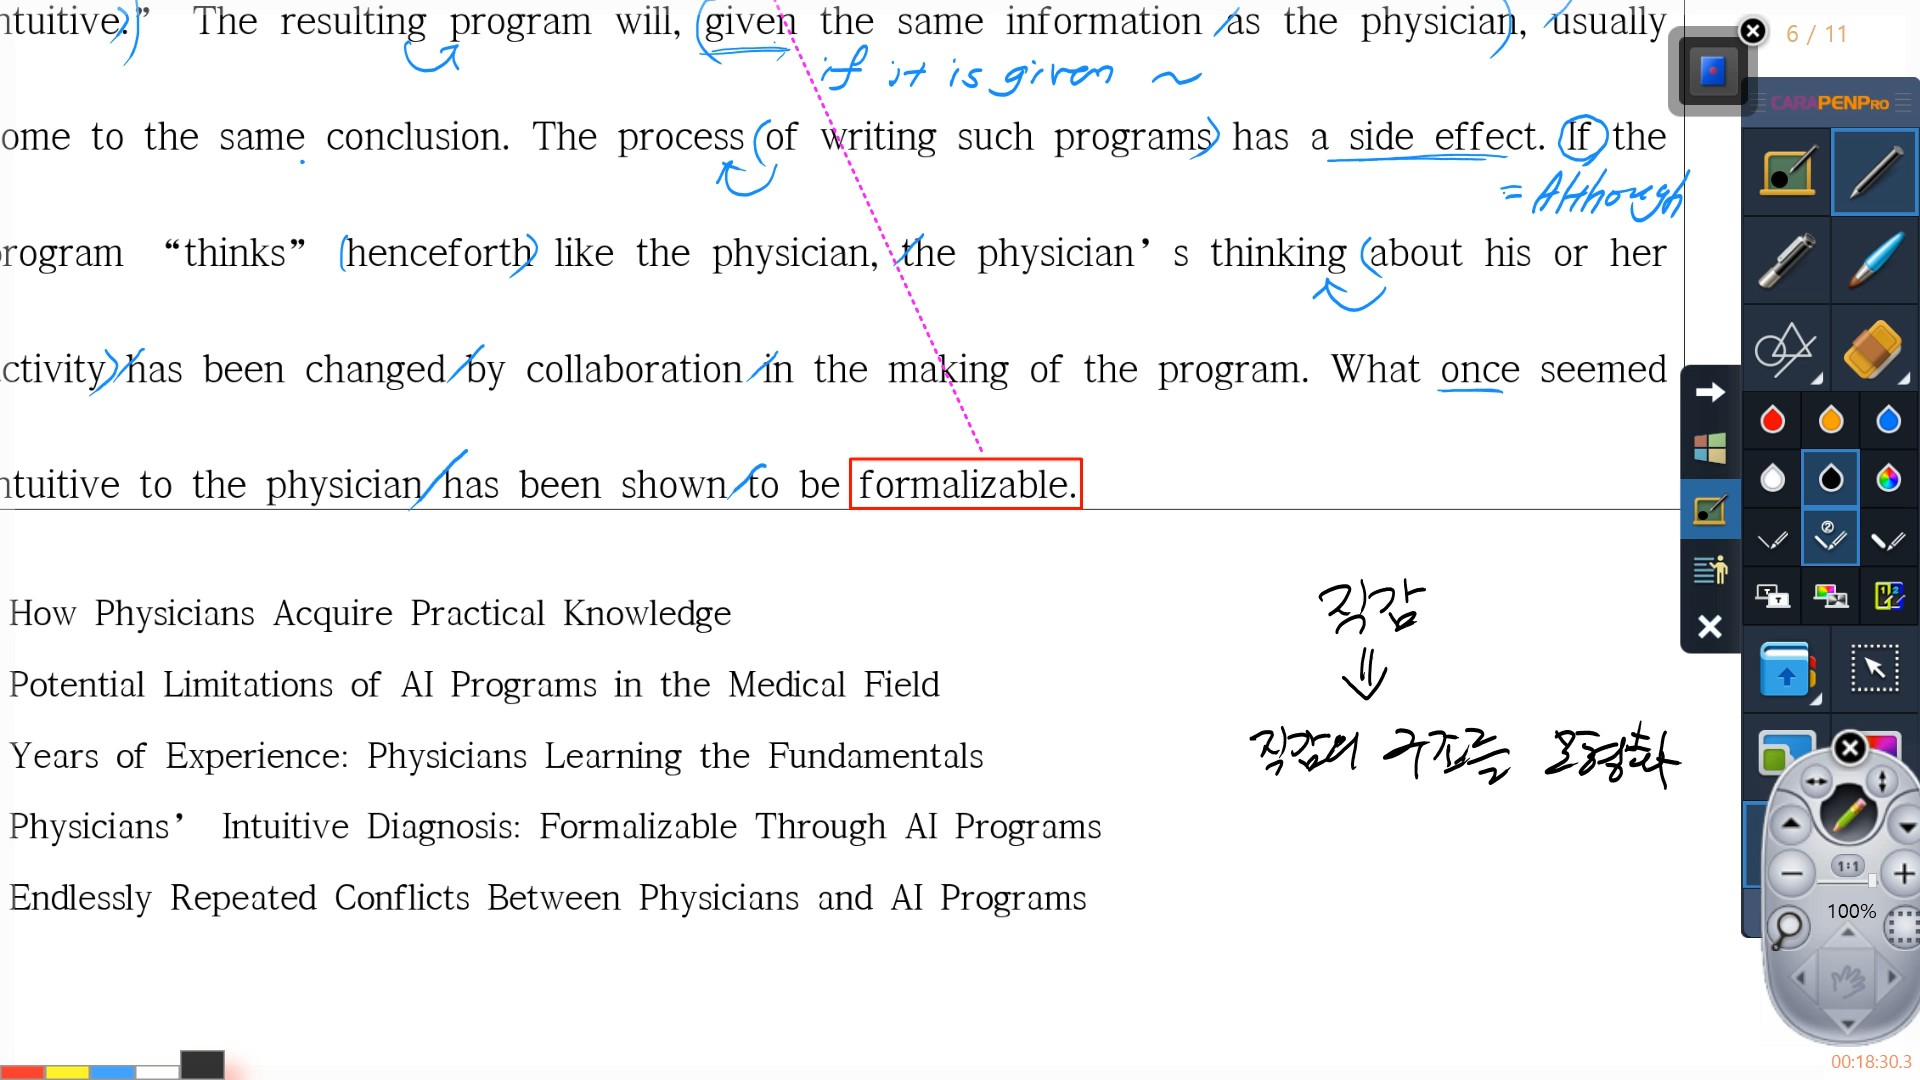 ntuitive.” The resulting program will, given the same information as the physician, usually
if it is given ~
ome to the same conclusion. The process of writing such programs has a side effect. If the
= Although
rogram “thinks” henceforth like the physician, the physician’s thinking about his or her
ctivity has been changed by collaboration in the making of the program. What once seemed
ntuitive to the physician has been shown to be formalizable.
How Physicians Acquire Practical Knowledge
Potential Limitations of AI Programs in the Medical Field
Years of Experience: Physicians Learning the Fundamentals
Physicians’ Intuitive Diagnosis: Formalizable Through AI Programs
Endlessly Repeated Conflicts Between Physicians and AI Programs
직감
⇓
직감의 구조를 모형화
6 / 11
CARAPENPRO
②
1:1
100%
00:18:30.3